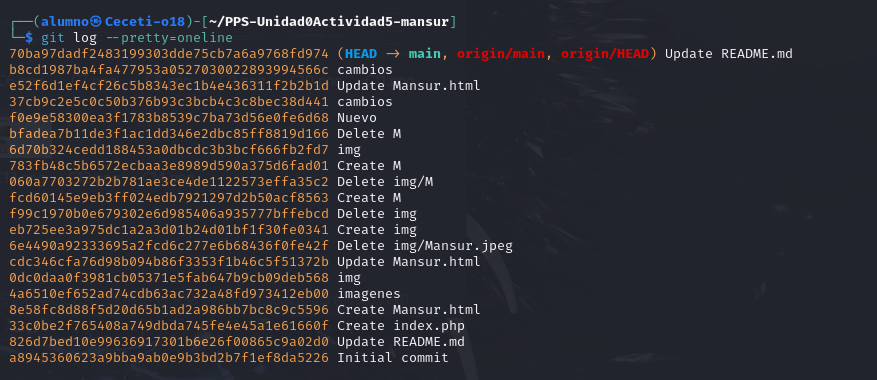 ┌──(alumno㉿Ceceti-o18)-[~/PPS-Unidad0Actividad5-mansur]
└─$ git log --pretty=oneline
70ba97dadf2483199303dde75cb7a6a9768fd974 (HEAD → main, origin/main, origin/HEAD) Update README.md
b8cd1987ba4fa477953a0527030022893994566c cambios
e52f6d1ef4cf26c5b8343ec1b4e436311f2b2b1d Update Mansur.html
37cb9c2e5c0c50b376b93c3bcb4c3c8bec38d441 cambios
f0e9e58300ea3f1783b8539c7ba73d56e0fe6d68 Nuevo
bfadea7b11de3f1ac1dd346e2dbc85ff8819d166 Delete M
6d70b324cedd188453a0dbcdc3b3bcf666fb2fd7 img
783fb48c5b6572ecbaa3e8989d590a375d6fad01 Create M
060a7703272b2b781ae3ce4de1122573effa35c2 Delete img/M
fcd60145e9eb3ff024edb7921297d2b50acf8563 Create M
f99c1970b0e679302e6d985406a935777bffebcd Delete img
eb725ee3a975dc1a2a3d01b24d01bf1f30fe0341 Create img
6e4490a92333695a2fcd6c277e6b68436f0fe42f Delete img/Mansur.jpeg
cdc346cfa76d98b094b86f3353f1b46c5f51372b Update Mansur.html
0dc0daa0f3981cb05371e5fab647b9cb09deb568 img
4a6510ef652ad74cdb63ac732a48fd973412eb00 imagenes
8e58fc8d88f5d20d65b1ad2a986bb7bc8c9c5596 Create Mansur.html
33c0be2f765408a749dbda745fe4e45a1e61660f Create index.php
826d7bed10e99636917301b6e26f00865c9a02d0 Update README.md
a8945360623a9bba9ab0e9b3bd2b7f1ef8da5226 Initial commit